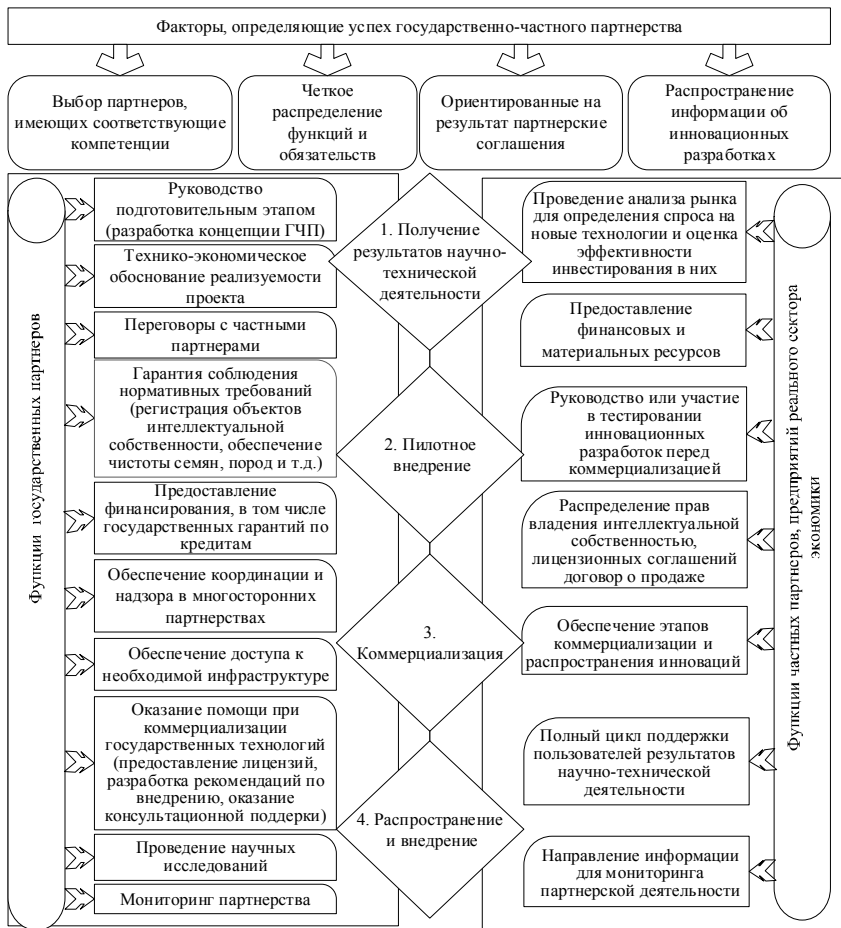 Факторы, определяющие успех государственно-частного партнерства
Выбор партнеров,
имеющих соответствующие
компетенции
Четкое
распределение
функций и
обязательств
Ориентированные на
результат партнерские
соглашения
Распространение
информации об
инновационных
разработках
Функции государственных партнеров
Руководство
подготовительным этапом
(разработка концепции ГЧП)
Технико-экономическое
обоснование реализуемости
проекта
Переговоры с частными
партнерами
Гарантия соблюдения
нормативных требований
(регистрация объектов
интеллектуальной
собственности, обеспечение
чистоты семян, пород и т.д.)
Предоставление
финансирования, в том числе
государственных гарантий по
кредитам
Обеспечение координации и
надзора в многосторонних
партнерствах
Обеспечение доступа к
необходимой инфраструктуре
Оказание помощи при
коммерциализации
государственных технологий
(предоставление лицензий,
разработка рекомендаций по
внедрению, оказание
консультационной поддерки)
Проведение научных
исследований
Мониторинг партнерства
1. Получение
результатов научно-
технической
деятельности
2. Пилотное
внедрение
3.
Коммерциализация
4. Распространение
и внедрение
Проведение анализа рынка
для определения спроса на
новые технологии и оценка
эффективности
инвестирования в них
Предоставление
финансовых и
материальных ресурсов
Руководство или участие
в тестировании
инновационных
разработок перед
коммерциализацией
Распределение прав
владения интеллектуальной
собственностью,
лицензионных соглашений
договор о продаже
Обеспечение этапов
коммерциализации и
распространения инноваций
Полный цикл поддержки
пользователей результатов
научно-технической
деятельности
Направление информации
для мониторинга
партнерской деятельности
Функции частных партнеров, предприятий реального сектора
экономики